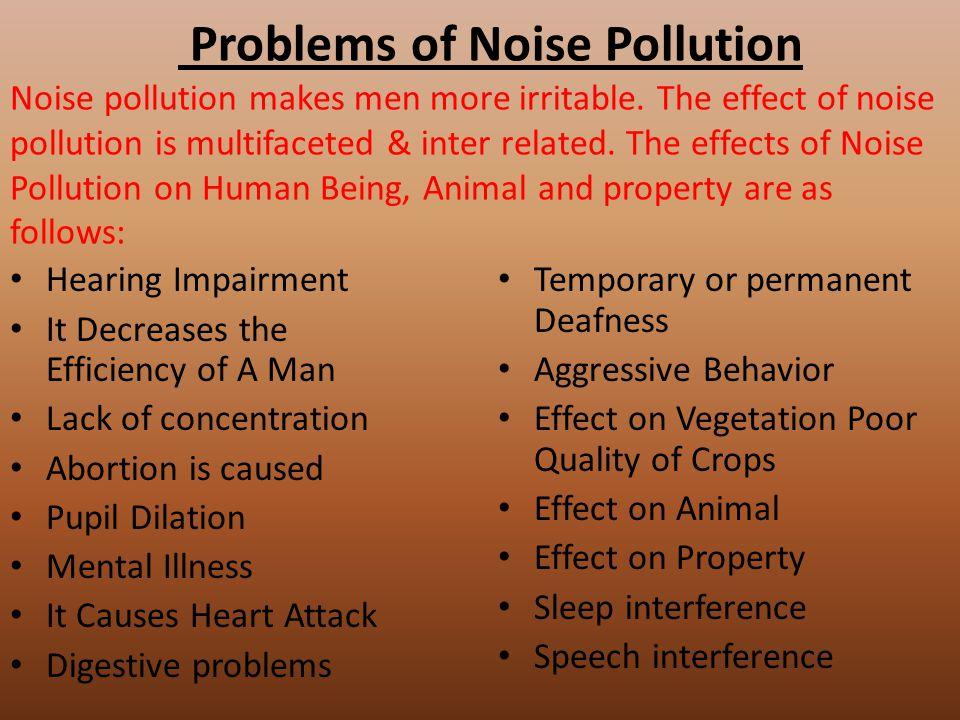 Problems of Noise Pollution
Noise pollution makes men more irritable. The effect of noise
pollution is multifaceted & inter related. The effects of Noise
Pollution on Human Being, Animal and property are as
follows:
• Hearing Impairment
• It Decreases the
Efficiency of A Man
• Lack of concentration
• Abortion is caused
• Pupil Dilation
• Mental Illness
• It Causes Heart Attack
• Digestive problems
• Temporary or permanent
Deafness
• Aggressive Behavior
• Effect on Vegetation Poor
Quality of Crops
• Effect on Animal
• Effect on Property
• Sleep interference
• Speech interference